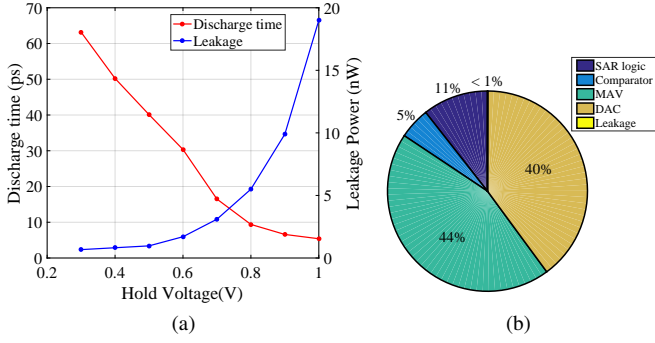 70
60
50
40
30
20
10
0
Discharge time (ps)
Discharge time
Leakage
20
15
10
5
0
Leakage Power (nW)
0.2
0.4
0.6
0.8
1
Hold Voltage(V)
(a)
SAR logic
Comparator
MAV
DAC
Leakage
< 1%
11%
5%
40%
44%
(b)